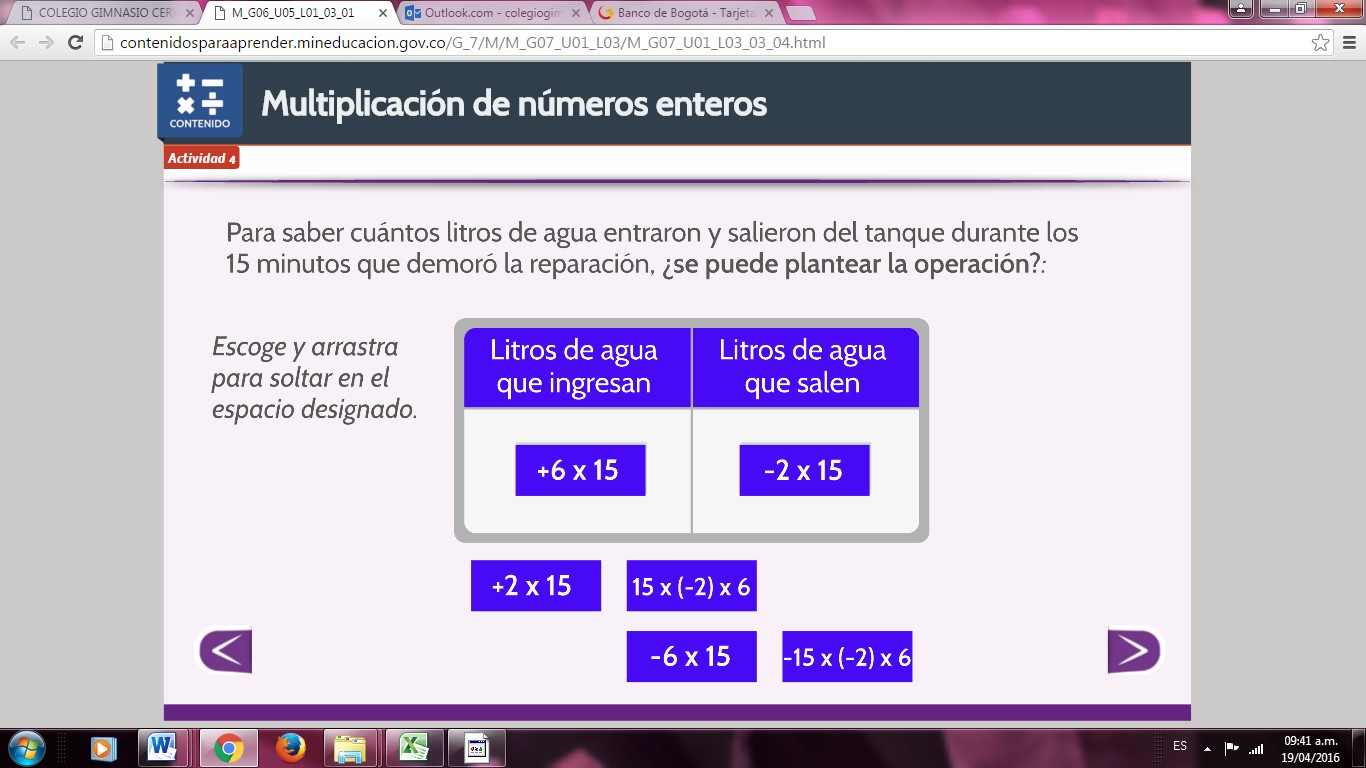 COLEGIO GIMNASIO CER
M_G06_U05_L01_03_01
Outlook.com - colegiogim
Banco de Bogotá - Tarjeta
contenidosparaaprender.mineducacion.gov.co/G_7/M/M_G07_U01_L03/M_G07_U01_L03_03_04.html
CONTENIDO
Multiplicación de números enteros
Actividad 4
Para saber cuántos litros de agua entraron y salieron del tanque durante los
15 minutos que demoró la reparación, ¿se puede plantear la operación?:
Escoge y arrastra
para soltar en el
espacio designado.
Litros de agua
que ingresan
Litros de agua
que salen
+6 x 15
-2 x 15
+2 x 15
15 x (-2) x 6
-6 x 15
-15 x (-2) x 6
ES
09:41 a.m.
19/04/2016